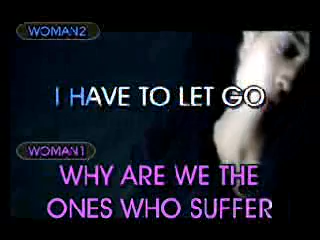 WOMAN2
I HAVE TO LET GO
WOMAN1
WHY ARE WE THE
ONES WHO SUFFER